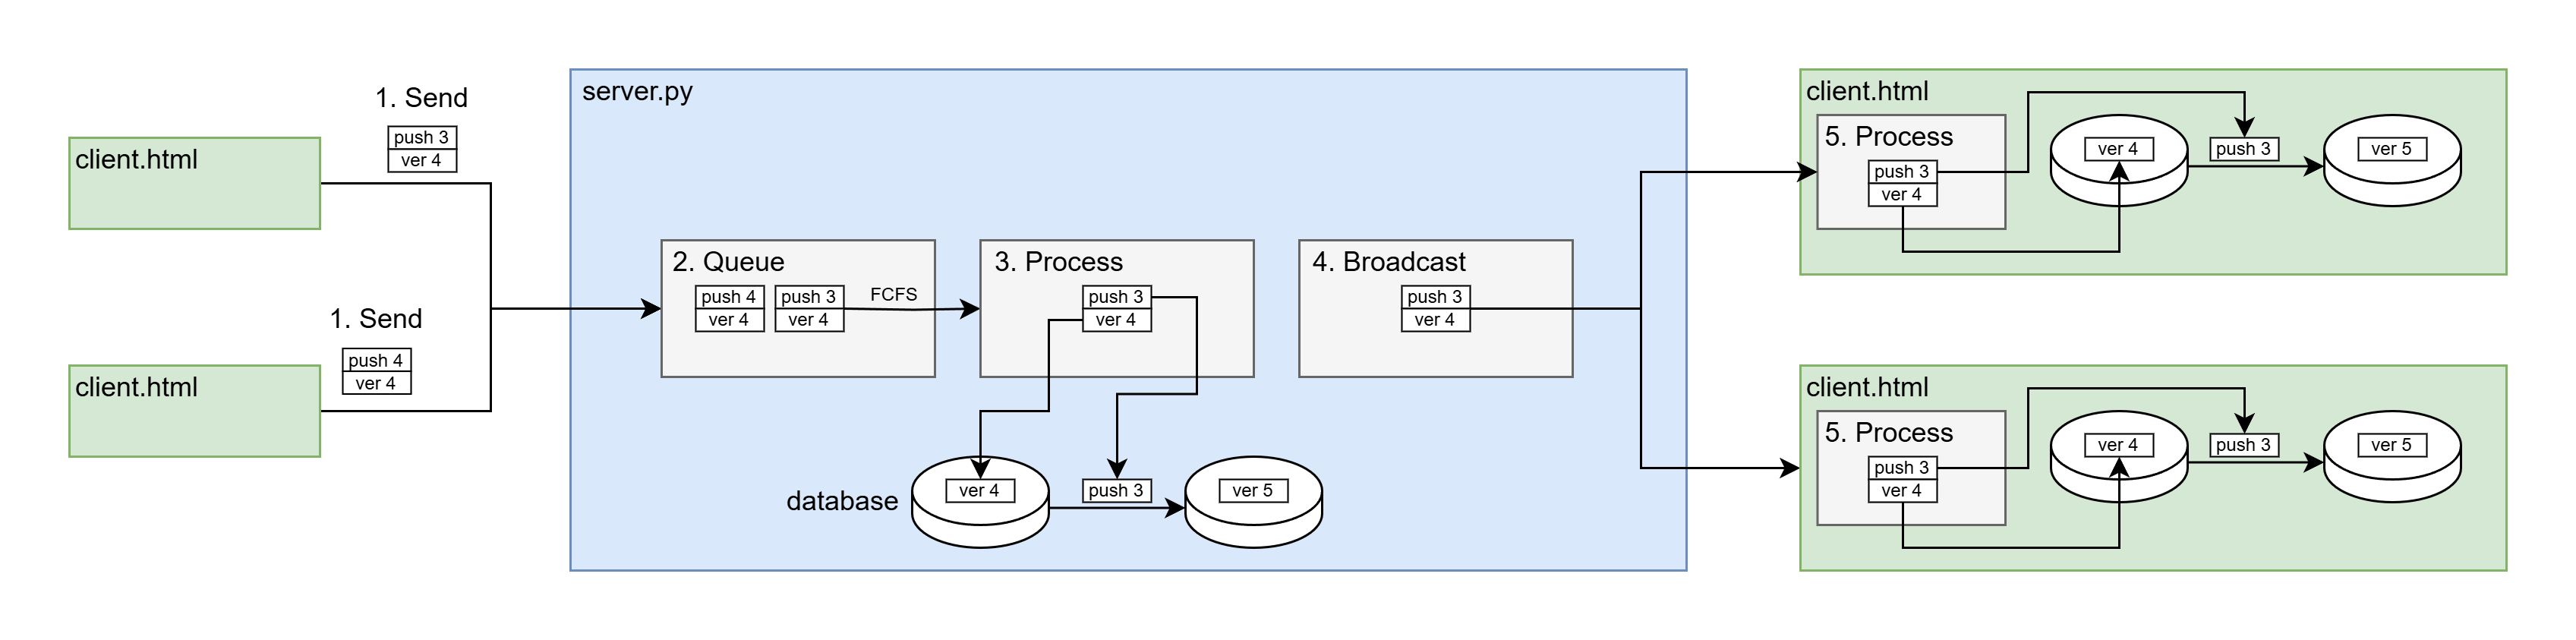 1. Send
push 3
ver 4
client.html
1. Send
push 4
ver 4
client.html
server.py
2. Queue
push 4
ver 4
push 3
ver 4
FCFS
3. Process
push 3
ver 4
4. Broadcast
push 3
ver 4
database
ver 4
push 3
ver 5
client.html
5. Process
push 3
ver 4
ver 4
push 3
ver 5
client.html
5. Process
push 3
ver 4
ver 4
push 3
ver 5